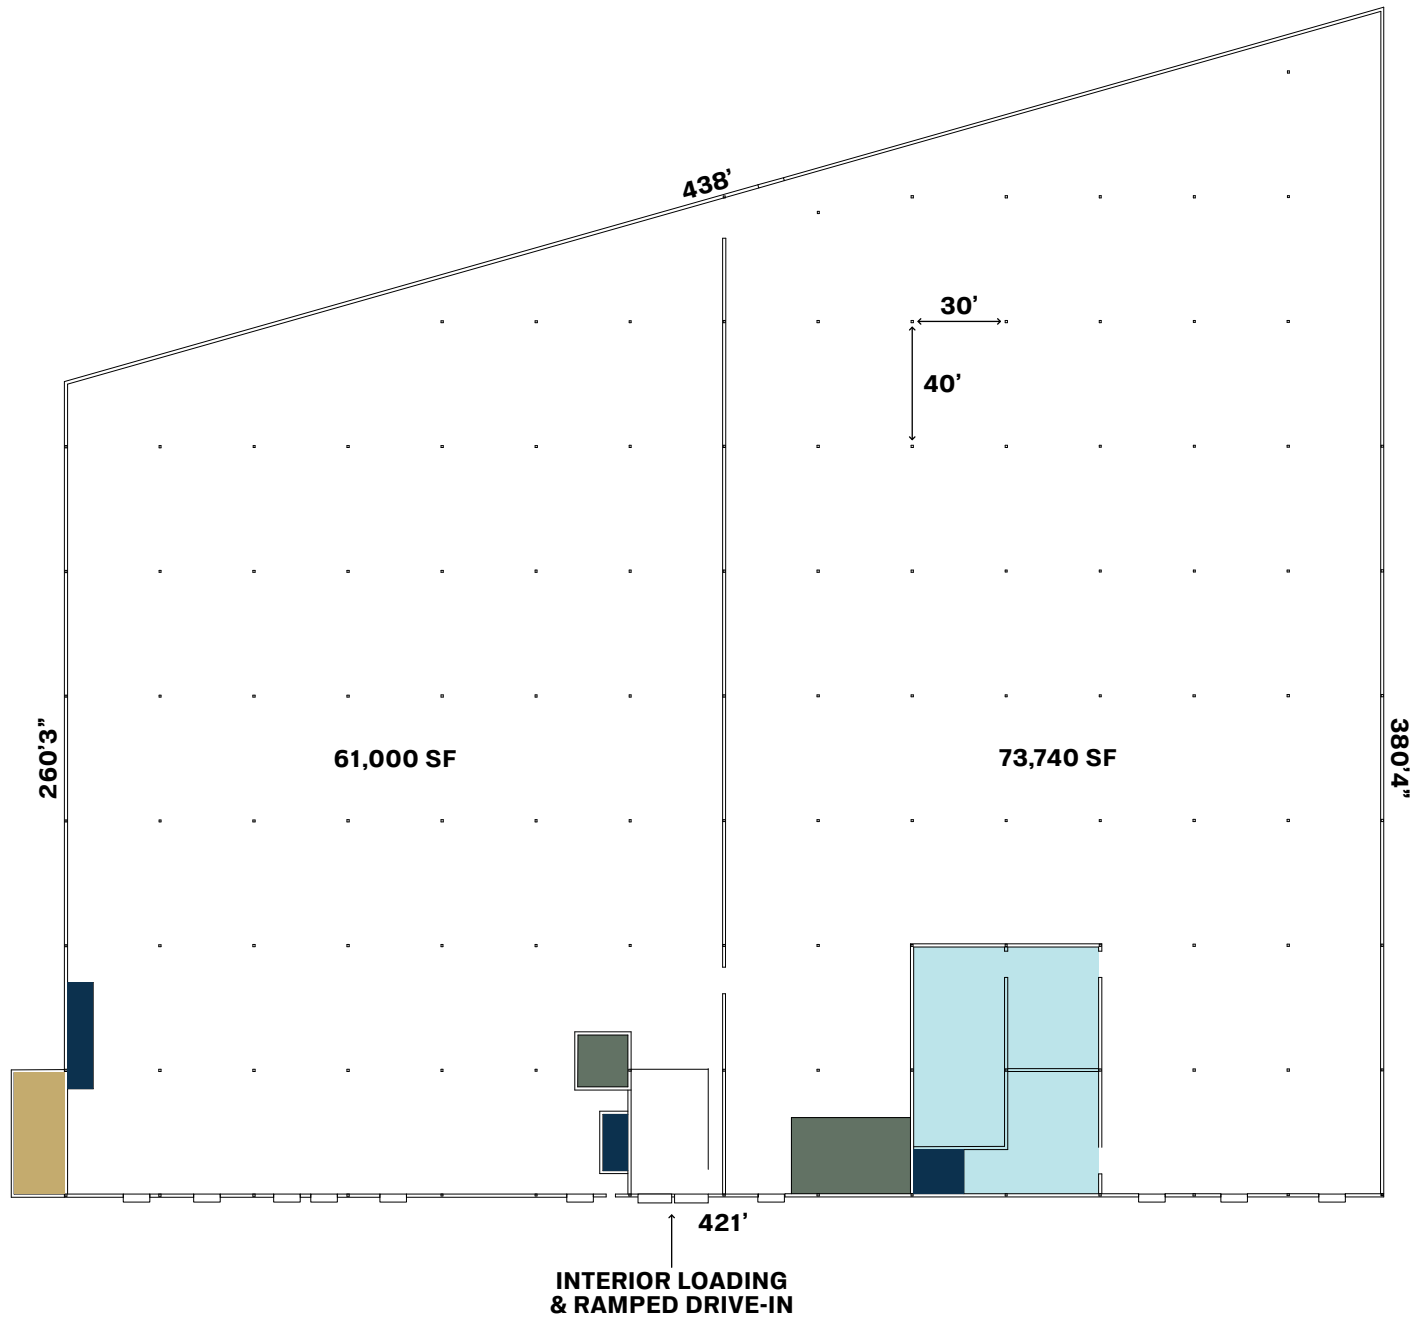 438’
30’
40’
260’3”
61,000 SF
73,740 SF
380’4”
421’
INTERIOR LOADING
& RAMPED DRIVE-IN